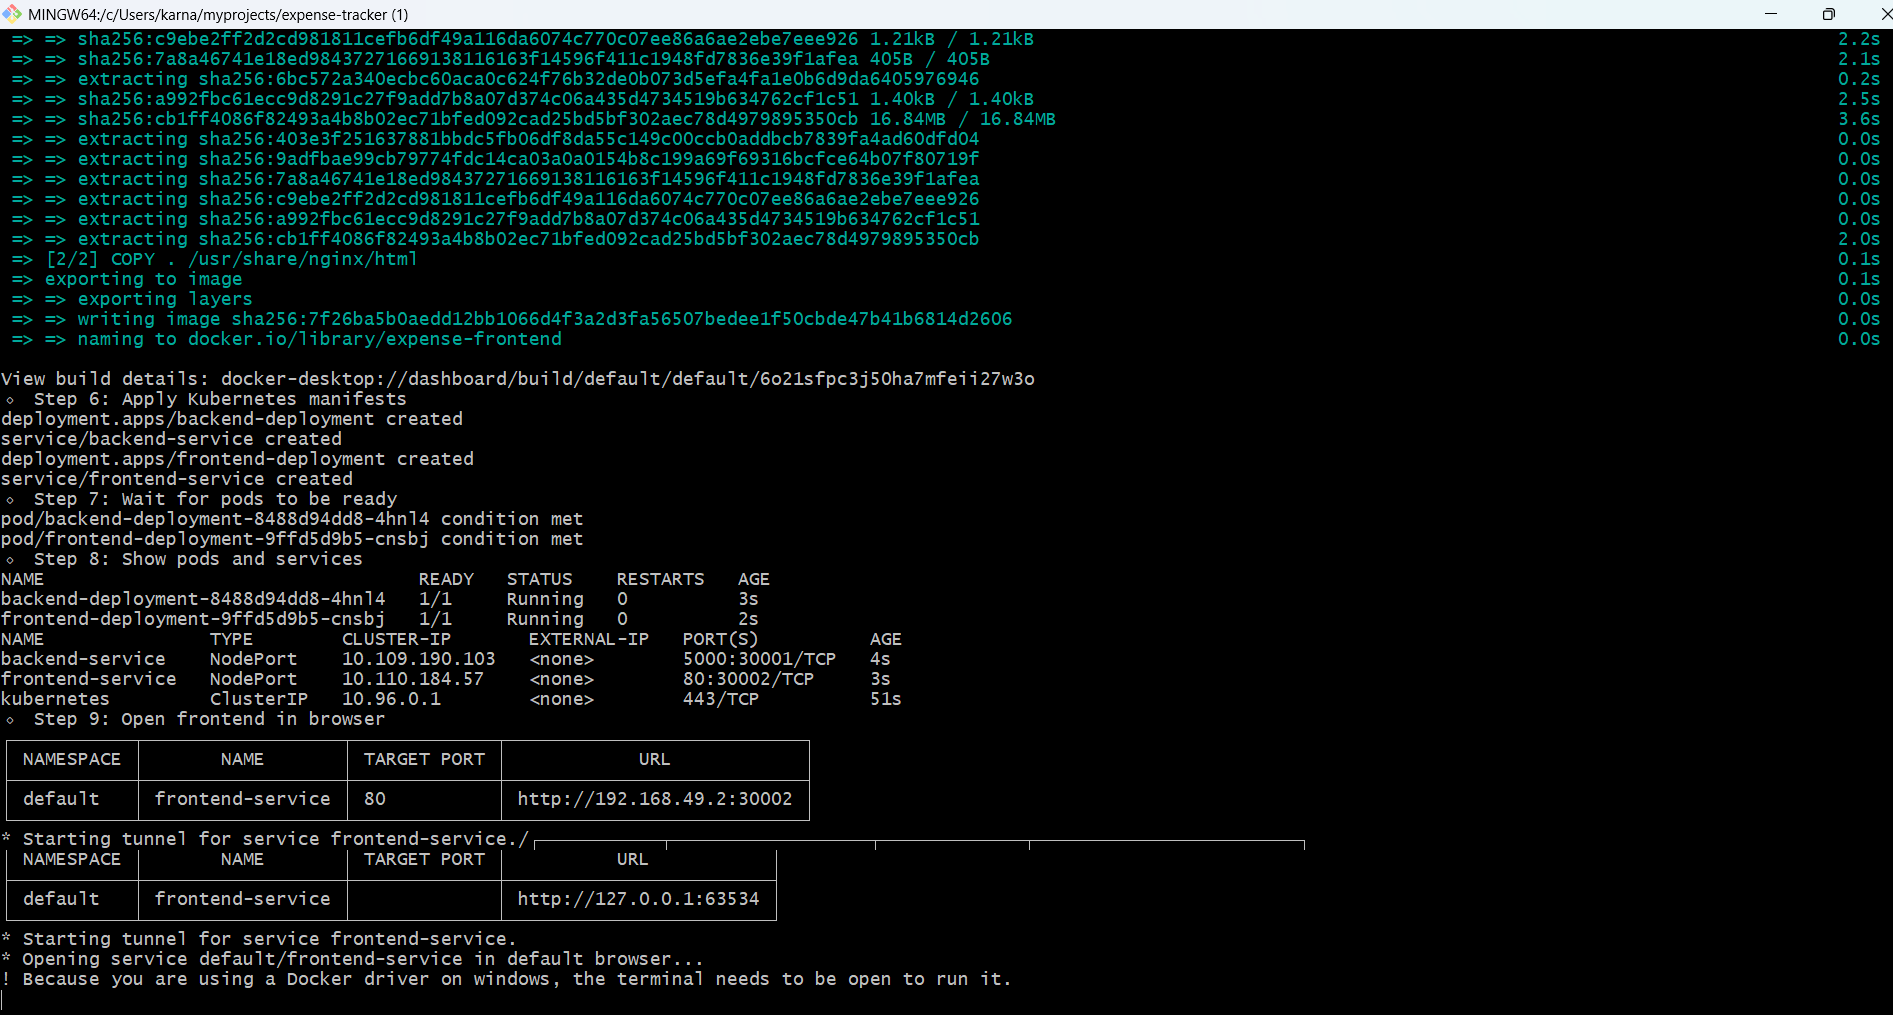 MINGW64:/c/Users/karna/myprojects/expense-tracker (1)
=> => sha256:c9ebe2ff2d2cd981811cefb6df49a116da6074c770c07ee86a6ae2ebe7eee926 1.21kB / 1.21kB 2.2s
=> => sha256:7a8a46741e18ed98437271669138116163f14596f411c1948fd7836e39f1afea 405B / 405B 2.1s
=> => extracting sha256:6bc572a340ecbc60aca0c624f76b32de0b073d5efa4fa1e0b6d9da6405976946 0.2s
=> => sha256:a992fbc61ecc9d8291c27f9add7b8a07d374c06a435d4734519b634762cf1c51 1.40kB / 1.40kB 2.5s
=> => sha256:cb1ff4086f82493a4b8b02ec71bfed092cad25bd5bf302aec78d4979895350cb 16.84MB / 16.84MB 3.6s
=> => extracting sha256:403e3f251637881bbdc5fb06df8da55c149c00ccb0addbcb7839fa4ad60dfd04 0.0s
=> => extracting sha256:9adfbae99cb79774fdc14ca03a0a0154b8c199a69f69316bcfce64b07f80719f 0.0s
=> => extracting sha256:7a8a46741e18ed98437271669138116163f14596f411c1948fd7836e39f1afea 0.0s
=> => extracting sha256:c9ebe2ff2d2cd981811cefb6df49a116da6074c770c07ee86a6ae2ebe7eee926 0.0s
=> => extracting sha256:a992fbc61ecc9d8291c27f9add7b8a07d374c06a435d4734519b634762cf1c51 0.0s
=> => extracting sha256:cb1ff4086f82493a4b8b02ec71bfed092cad25bd5bf302aec78d4979895350cb 2.0s
=> [2/2] COPY . /usr/share/nginx/html 0.1s
=> exporting to image 0.1s
=> => exporting layers 0.0s
=> => writing image sha256:7f26ba5b0aedd12bb1066d4f3a2d3fa56507bedee1f50cbde47b41b6814d2606 0.0s
=> => naming to docker.io/library/expense-frontend 0.0s
View build details: docker-desktop://dashboard/build/default/default/6o21sfpc3j50ha7mfeii27w3o
⬦ Step 6: Apply Kubernetes manifests
deployment.apps/backend-deployment created
service/backend-service created
deployment.apps/frontend-deployment created
service/frontend-service created
⬦ Step 7: Wait for pods to be ready
pod/backend-deployment-8488d94dd8-4hnl4 condition met
pod/frontend-deployment-9ffd5d9b5-cnsbj condition met
⬦ Step 8: Show pods and services
NAME READY STATUS RESTARTS AGE
backend-deployment-8488d94dd8-4hnl4 1/1 Running 0 3s
frontend-deployment-9ffd5d9b5-cnsbj 1/1 Running 0 2s
NAME TYPE CLUSTER-IP EXTERNAL-IP PORT(S) AGE
backend-service NodePort 10.109.190.103 <none> 5000:30001/TCP 4s
frontend-service NodePort 10.110.184.57 <none> 80:30002/TCP 3s
kubernetes ClusterIP 10.96.0.1 <none> 443/TCP 51s
⬦ Step 9: Open frontend in browser
NAMESPACE NAME TARGET PORT URL
default frontend-service 80 http://192.168.49.2:30002
* Starting tunnel for service frontend-service./
NAMESPACE NAME TARGET PORT URL
default frontend-service http://127.0.0.1:63534
* Starting tunnel for service frontend-service.
* Opening service default/frontend-service in default browser...
! Because you are using a Docker driver on windows, the terminal needs to be open to run it.